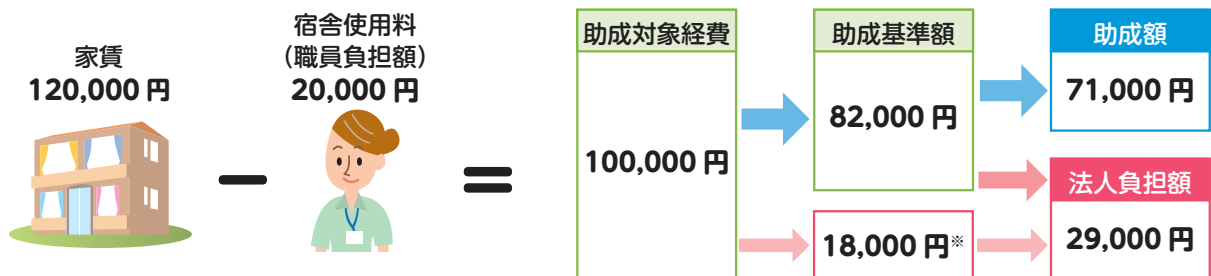 家賃
120,000 円
宿舎使用料
（職員負担額）
20,000 円
助成対象経費
100,000 円
助成基準額
82,000 円
18,000 円※
助成額
71,000 円
法人負担額
29,000 円